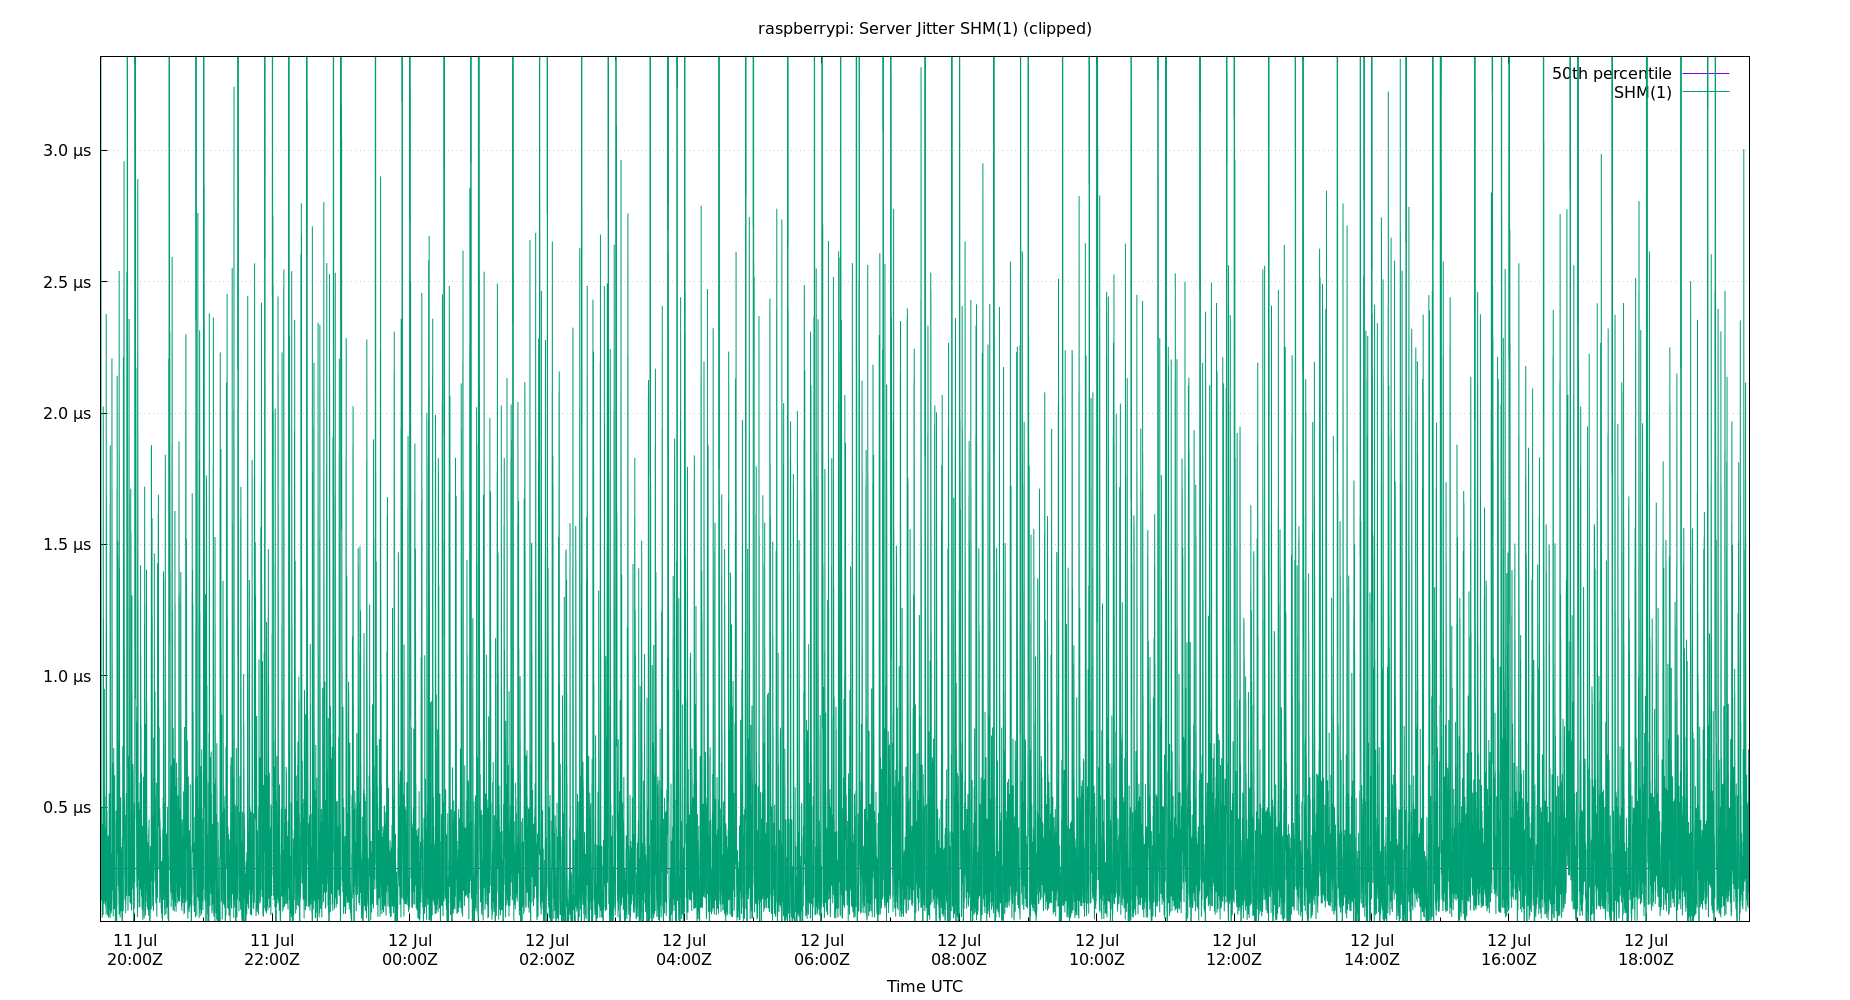 raspberrypi: Server Jitter SHM(1) (clipped)
50th percentile
SHM(1)
3.0 µs
2.5 µs
2.0 µs
1.5 µs
1.0 µs
0.5 µs
11 Jul 11 Jul 12 Jul 12 Jul 12 Jul 12 Jul 12 Jul 12 Jul 12 Jul 12 Jul 12 Jul 12 Jul
20:00Z 22:00Z 00:00Z 02:00Z 04:00Z 06:00Z 08:00Z 10:00Z 12:00Z 14:00Z 16:00Z 18:00Z
Time UTC